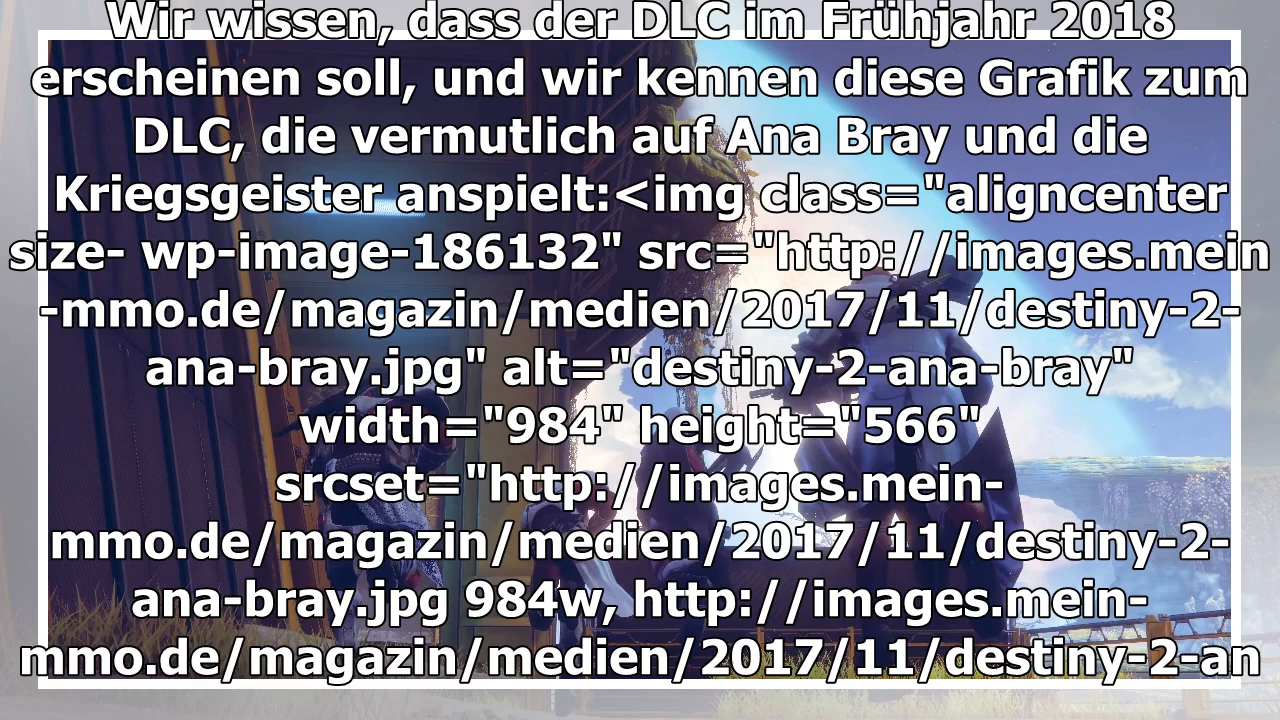 Wir wissen, dass der DLC im Frühjahr 2018
erscheinen soll, und wir kennen diese Grafik zum
DLC, die vermutlich auf Ana Bray und die
Kriegsgeister anspielt:<img class="aligncenter
size- wp-image-186132" src="http://images.mein
-mmo.de/magazin/medien/2017/11/destiny-2-
ana-bray.jpg" alt="destiny-2-ana-bray"
width="984" height="566"
srcset="http://images.mein-
mmo.de/magazin/medien/2017/11/destiny-2-
ana-bray.jpg 984w, http://images.mein-
mmo.de/magazin/medien/2017/11/destiny-2-an